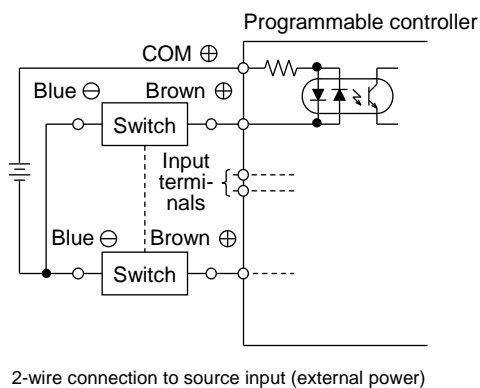 Programmable controller
COM ⊕
Blue ⊖ Brown ⊕
Switch
Input
termi-
nals
Blue ⊖ Brown ⊕
Switch
2-wire connection to source input (external power)